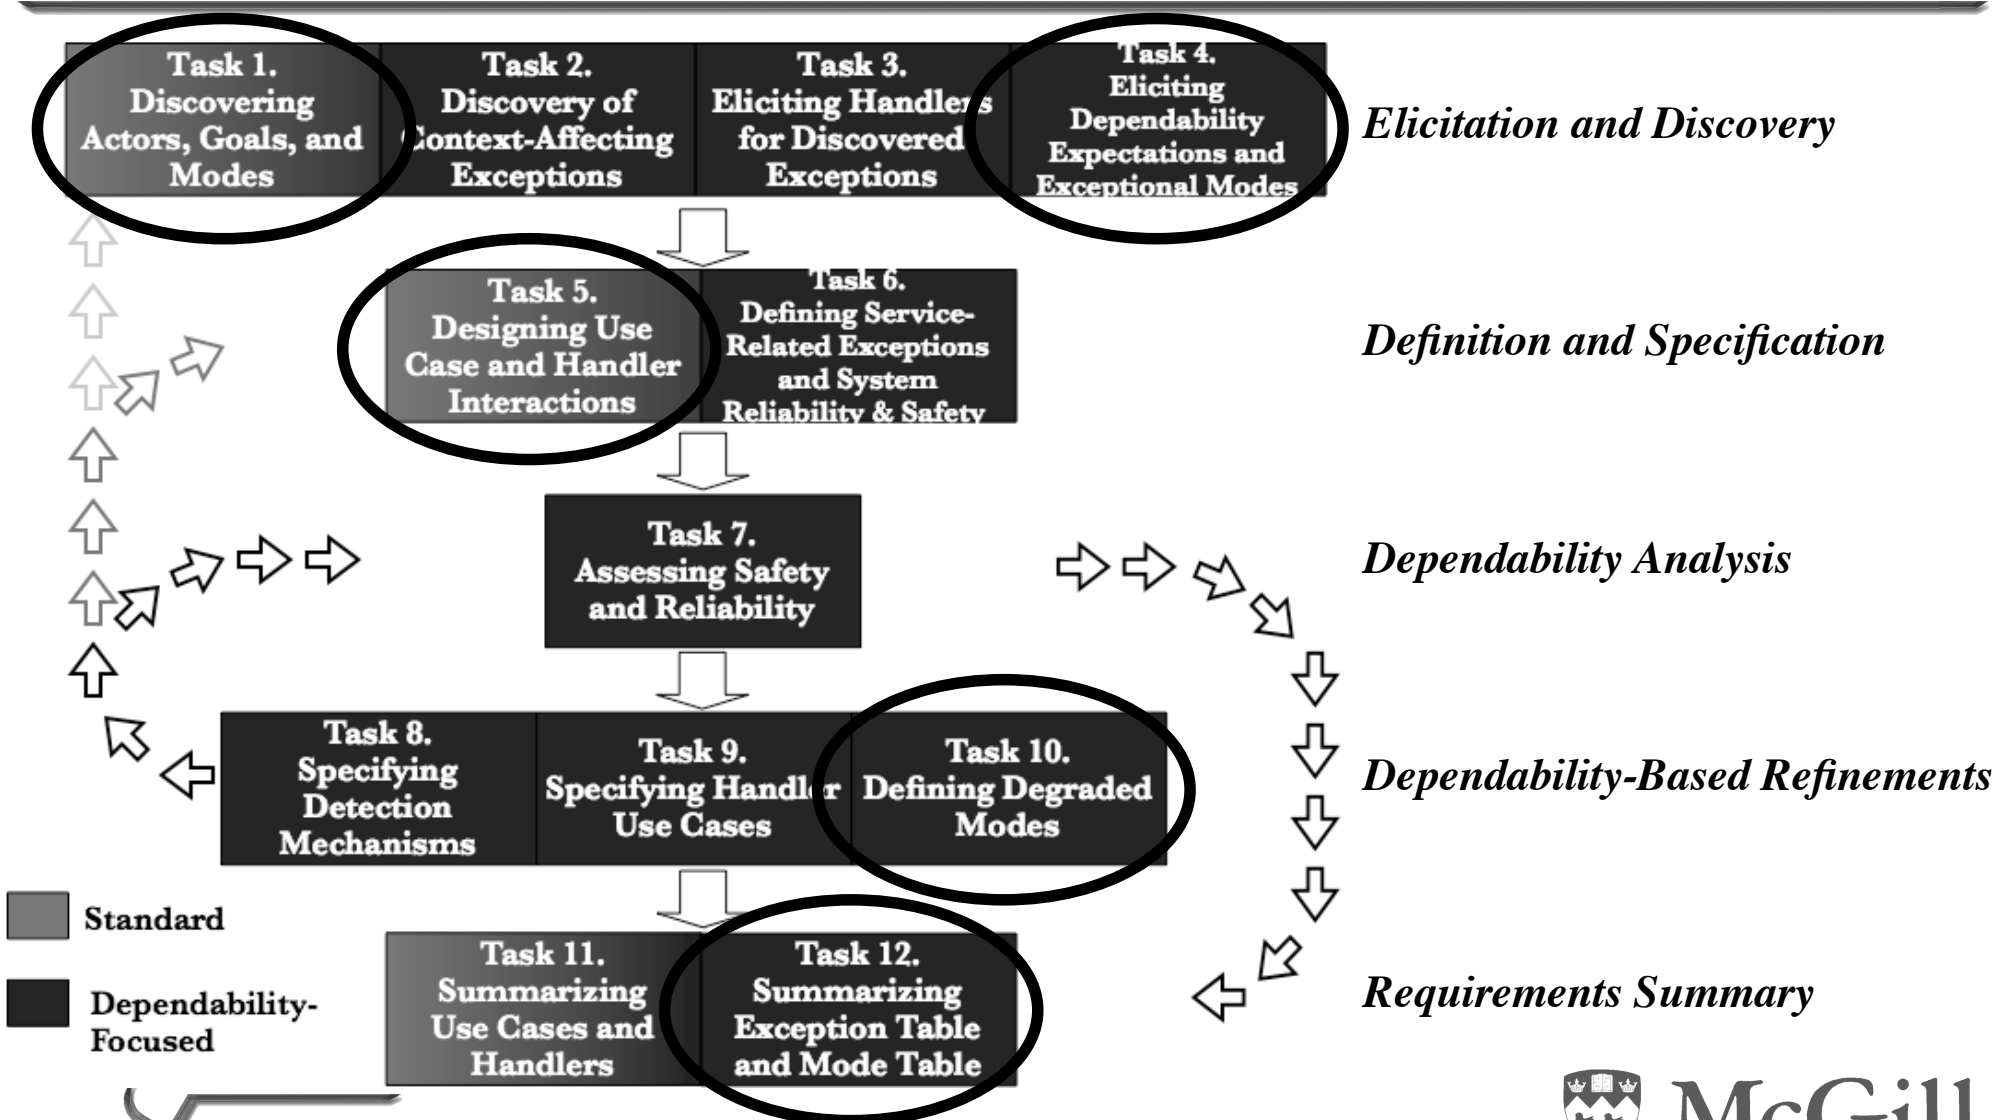 Task 1.
Discovering
Actors, Goals, and
Modes
Task 2.
Discovery of
Context-Affecting
Exceptions
Task 3.
Eliciting Handlers
for Discovered
Exceptions
Task 4.
Eliciting
Dependability
Expectations and
Exceptional Modes
Elicitation and Discovery
Task 5.
Designing Use
Case and Handler
Interactions
Task 6.
Defining Service-
Related Exceptions
and System
Reliability & Safety
Definition and Specification
Task 7.
Assessing Safety
and Reliability
Dependability Analysis
Task 8.
Specifying
Detection
Mechanisms
Task 9.
Specifying Handler
Use Cases
Task 10.
Defining Degraded
Modes
Dependability-Based Refinements
Standard
Dependability-
Focused
Task 11.
Summarizing
Use Cases and
Handlers
Task 12.
Summarizing
Exception Table
and Mode Table
Requirements Summary
McGill